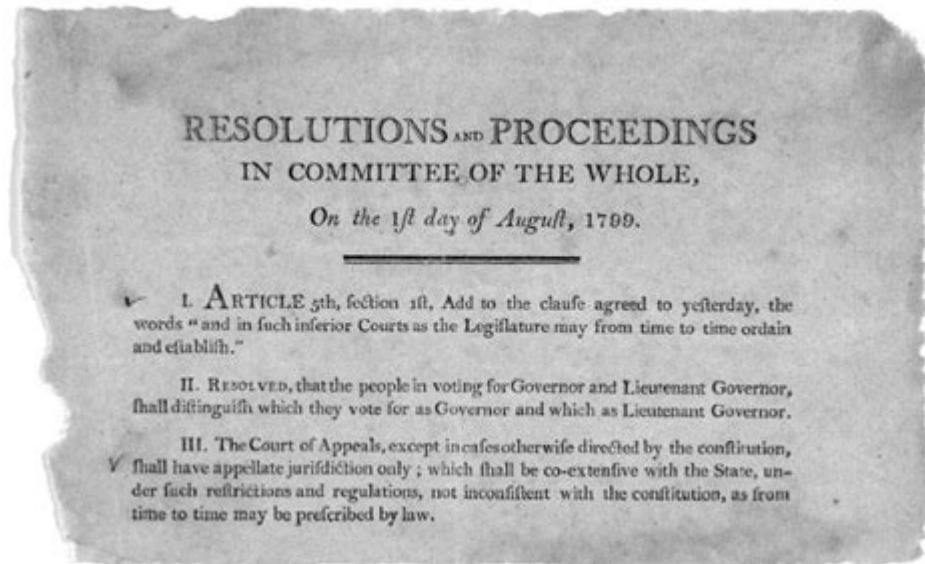 RESOLUTIONS AND PROCEEDINGS
IN COMMITTEE OF THE WHOLE,
On the 1ſt day of Auguſt, 1799.
I. ARTICLE 5th, ſection 1ſt, Add to the clauſe agreed to yeſterday, the
words "and in ſuch inferior Courts as the Legiſlature may from time to time ordain
and eſtabliſh."
II. RESOLVED, that the people in voting for Governor and Lieutenant Governor,
ſhall diſtinguiſh which they vote for as Governor and which as Lieutenant Governor.
III. The Court of Appeals, except in caſes otherwiſe directed by the conſtitution,
ſhall have appellate juriſdiction only; which ſhall be co-extenſive with the State, un-
der ſuch reſtrictions and regulations, not inconſiſtent with the conſtitution, as from
time to time may be preſcribed by law.